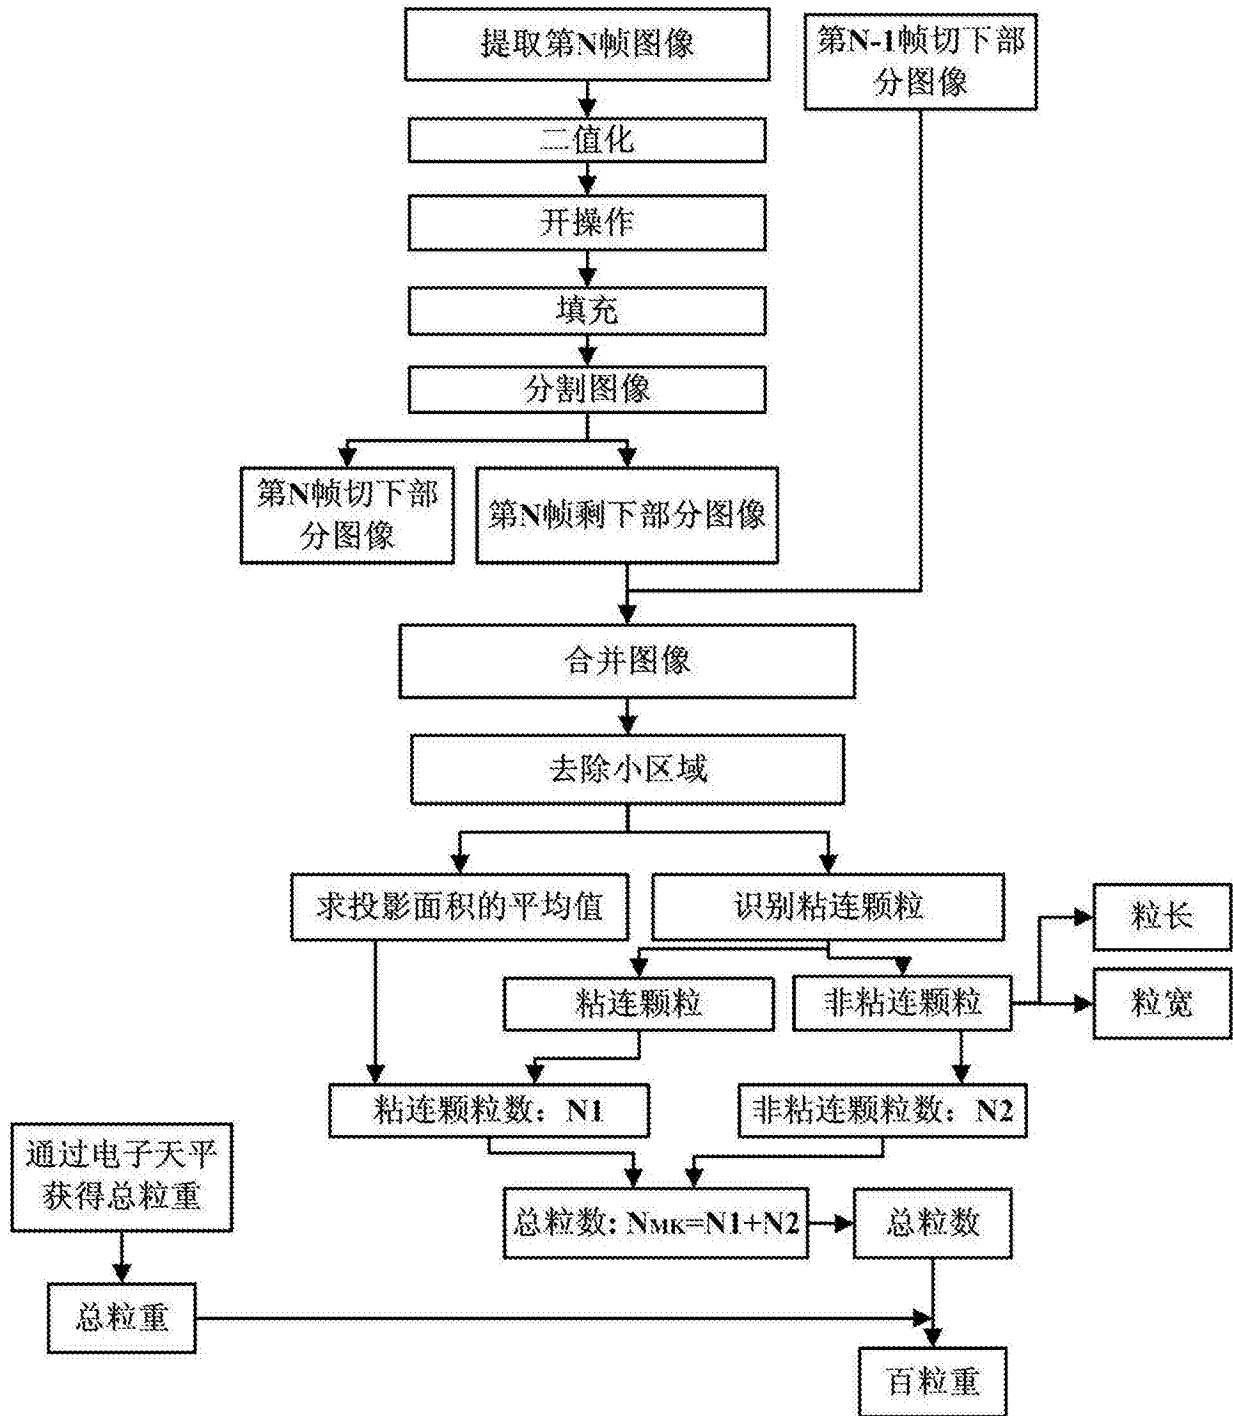 提取第N帧图像
第N-1帧切下部
分图像
二值化
开操作
填充
分割图像
第N帧切下部
分图像
第N帧剩下部分图像
合并图像
去除小区域
求投影面积的平均值
识别粘连颗粒
粒长
粘连颗粒
非粘连颗粒
粒宽
粘连颗粒数：N1
非粘连颗粒数：N2
通过电子天平
获得总粒重
总粒数: NMK=N1+N2
总粒数
总粒重
百粒重